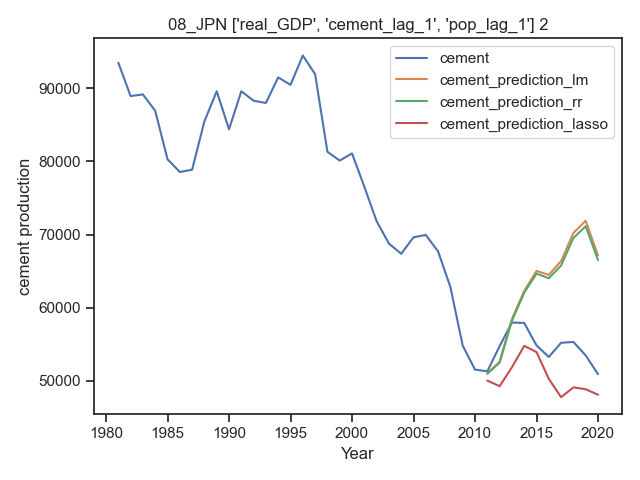 08_JPN ['real_GDP', 'cement_lag_1', 'pop_lag_1'] 2
cement
cement_prediction_lm
cement_prediction_rr
cement_prediction_lasso
cement production
90000
80000
70000
60000
50000
1980 1985 1990 1995 2000 2005 2010 2015 2020
Year